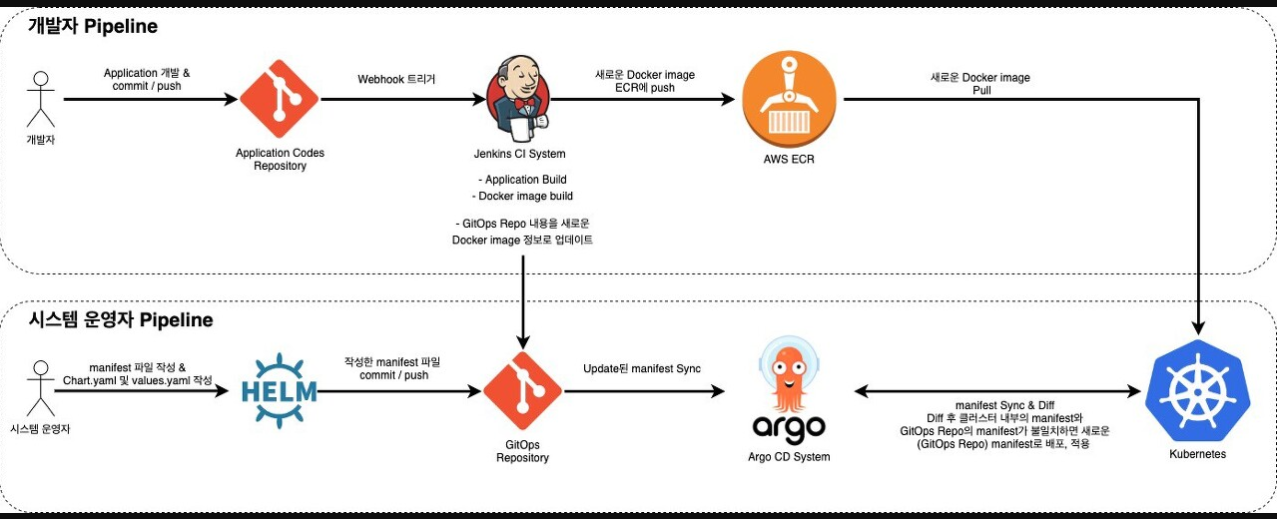 개발자 Pipeline
Application 개발 &
commit / push
Webhook 트리거
새로운 Docker image
ECR에 push
새로운 Docker image
Pull
개발자
Application Codes
Repository
Jenkins CI System
AWS ECR
- Application Build
- Docker image build
- GitOps Repo 내용을 새로운
Docker image 정보로 업데이트
시스템 운영자 Pipeline
manifest 파일 작성 &
Chart.yaml 및 values.yaml 작성
HELM
작성한 manifest 파일
commit / push
Update된 manifest Sync
argo
manifest Sync & Diff
Diff 후 클러스터 내부의 manifest와
GitOps Repo의 manifest가 불일치하면 새로운
(GitOps Repo) manifest로 배포, 적용
시스템 운영자
GitOps
Repository
Argo CD System
Kubernetes